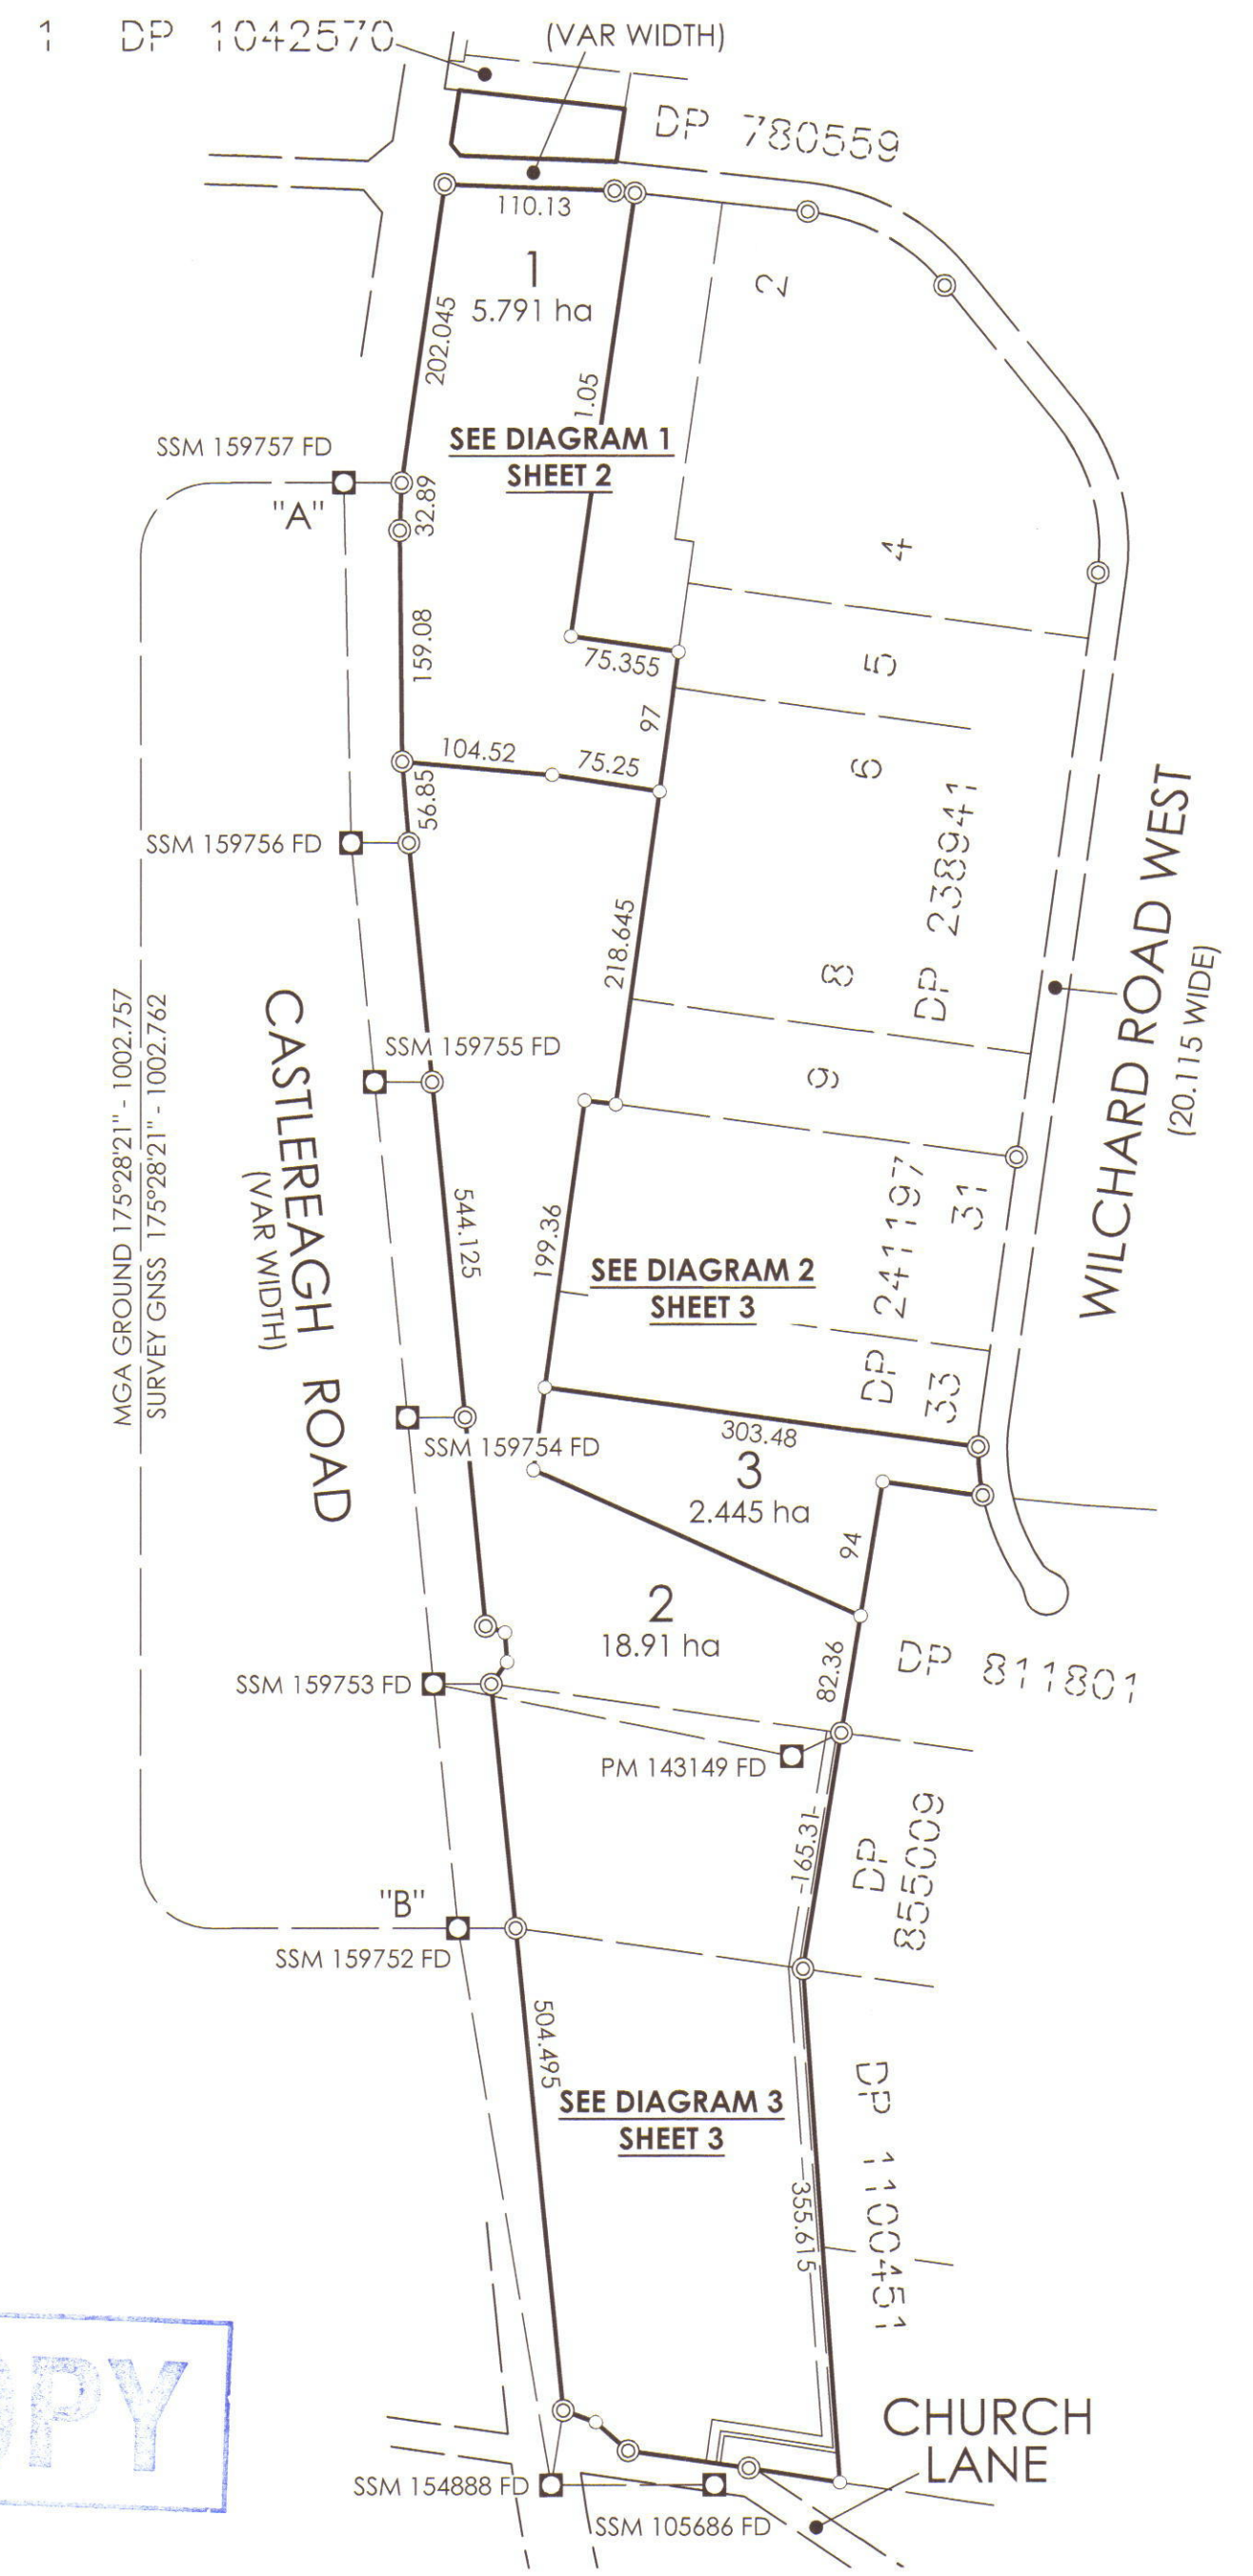 1 DP 1042570
(VAR WIDTH)
DP 780559
110.13
1
5.791 ha
2
202.045
1.05
SEE DIAGRAM 1
SHEET 2
SSM 159757 FD
"A"
32.89
4
159.08
75.355
5
97
104.52
75.25
6
56.85
SSM 159756 FD
DP 238941
WILCHARD ROAD WEST
(20.115 WIDE)
218.645
8
MGA GROUND 175°28'21" - 1002.757
SURVEY GNSS 175°28'21" - 1002.762
CASTLEREAGH ROAD
(VAR WIDTH)
SSM 159755 FD
9
544.125
199.36
DP 241197
31
SEE DIAGRAM 2
SHEET 3
33
303.48
SSM 159754 FD
3
2.445 ha
94
2
18.91 ha
82.36
DP 811801
SSM 159753 FD
PM 143149 FD
165.31
DP
855009
"B"
SSM 159752 FD
504.495
SEE DIAGRAM 3
SHEET 3
DP 1100451
355.615
OPY
CHURCH
LANE
SSM 154888 FD
SSM 105686 FD